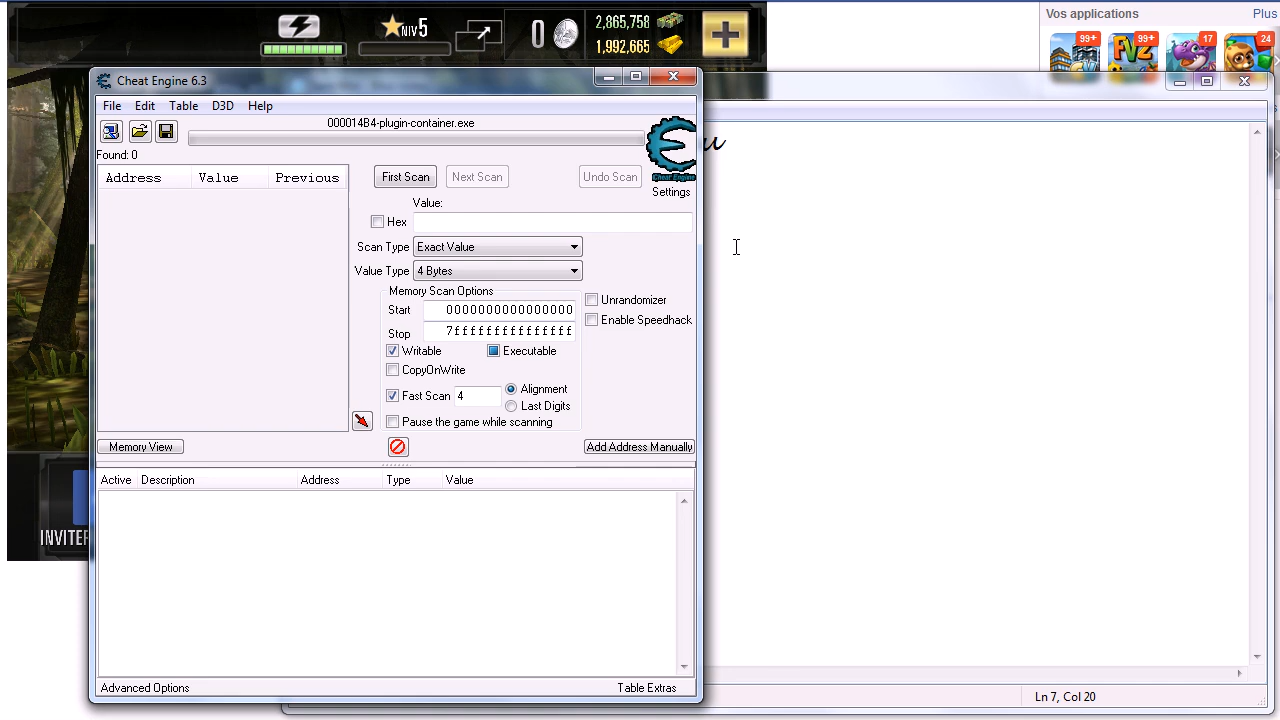 NIV 5
0
2,865,758
1,992,665
Vos applications
Plus
99+
99+
17
24
Cheat Engine 6.3
File Edit Table D3D Help
000014B4-plugin-container.exe
Found: 0
Address Value Previous
First Scan
Next Scan
Undo Scan
Cheat Engine
Settings
Value:
Hex
Scan Type Exact Value
Value Type 4 Bytes
Memory Scan Options
Start 0000000000000000
Stop 7fffffffffffffff
Writable
Executable
CopyOnWrite
Fast Scan 4
Alignment
Last Digits
Pause the game while scanning
Unrandomizer
Enable Speedhack
Memory View
Add Address Manually
Active Description Address Type Value
Advanced Options
Table Extras
INVITER
Ln 7, Col 20